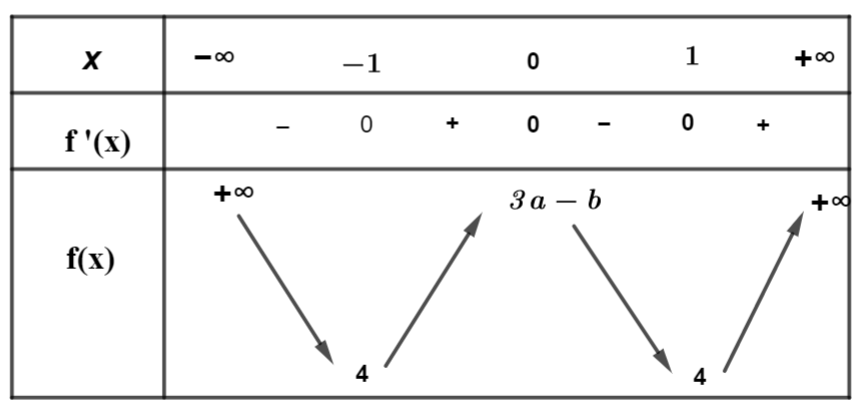 x −∞ −1 0 1 +∞
f '(x) − 0 + 0 − 0 +
+∞ 3a − b +∞
f(x)
4 4